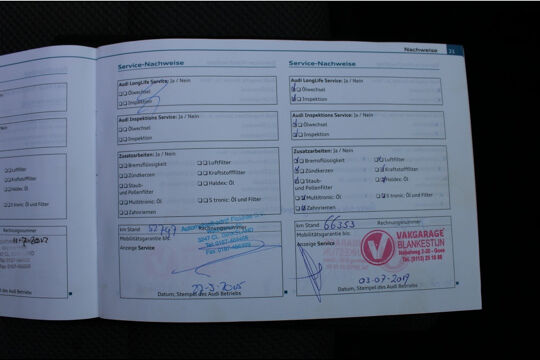 Nachweise 21
Service-Nachweise
Audi LongLife Service: Ja / Nein
Ölwechsel
Inspektion
Audi Inspektions Service: Ja / Nein
Ölwechsel
Inspektion
Zusatzarbeiten: Ja / Nein
Bremsflüssigkeit
Luftfilter
Zündkerzen
Kraftstofffilter
Staub- und Pollenfilter
Haldex: Öl
Multitronic: Öl
S tronic: Öl und Filter
Zahnriemen
km Stand 52747
Rechnungsnummer
Mobilitätsgarantie bis:
Anzeige Service
Datum, Stempel des Audi Betriebs
Service-Nachweise
Audi LongLife Service: Ja / Nein
Ölwechsel
Inspektion
Audi Inspektions Service: Ja / Nein
Ölwechsel
Inspektion
Zusatzarbeiten: Ja / Nein
Bremsflüssigkeit
Luftfilter
Zündkerzen
Kraftstofffilter
Staub- und Pollenfilter
Haldex: Öl
Multitronic: Öl
S tronic: Öl und Filter
Zahnriemen
km Stand 66353
Rechnungsnummer
Mobilitätsgarantie bis:
Anzeige Service
VAKGARAGE
BLANKESTIJN
03-07-2019
Datum, Stempel des Audi Betriebs
Luftfilter
Kraftstofffilter
Haldex: Öl
S tronic: Öl und Filter
Rechnungsnummer
11-7-2012